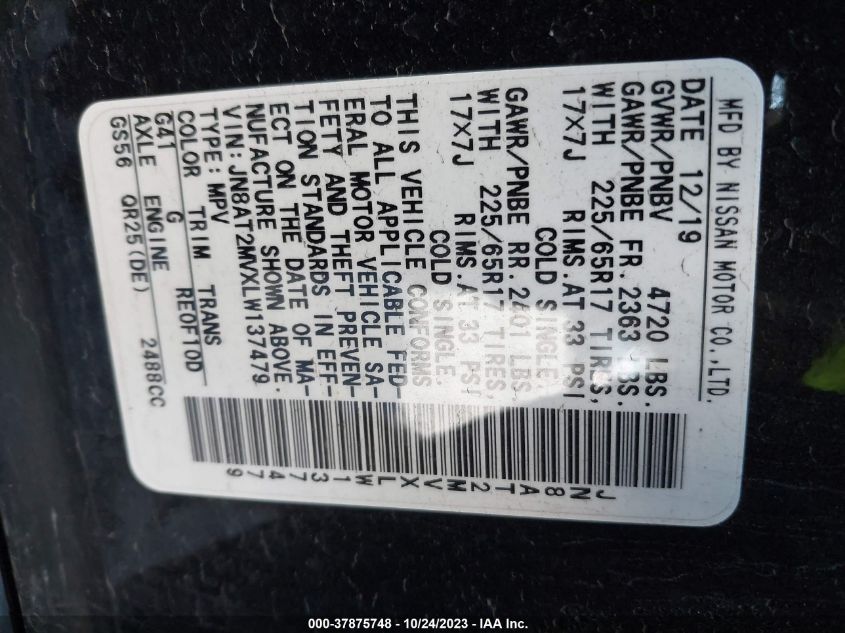 MFD BY NISSAN MOTOR CO.,LTD.
DATE 12/19
GVWR/PNBV 4720 LBS.
GAWR/PNBE FR. 2363 LBS.
WITH 225/65R17 TIRES,
17X7J RIMS.AT 33 PSI
COLD SINGLE.
GAWR/PNBE RR. 2401 LBS.
WITH 225/65R17 TIRES,
17X7J RIMS.AT 33 PSI
COLD SINGLE.
THIS VEHICLE CONFORMS
TO ALL APPLICABLE FED-
ERAL MOTOR VEHICLE SA-
FETY AND THEFT PREVEN-
TION STANDARDS IN EFF-
ECT ON THE DATE OF MA-
NUFACTURE SHOWN ABOVE.
VIN: JN8AT2MVXLW137479
TYPE: MPV
COLOR TRIM TRANS
G41 G RE0F10D
AXLE ENGINE
GS56 QR25(DE) 2488CC
JN8AT2MVXLW137479
000-37875748 - 10/24/2023 - IAA Inc.